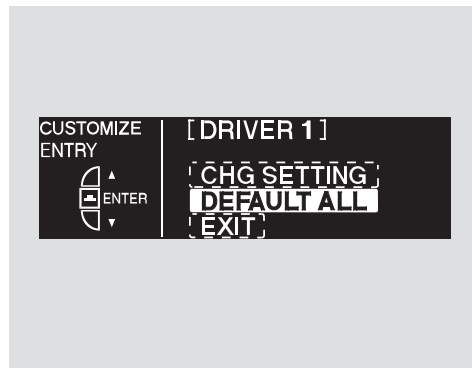 CUSTOMIZE
ENTRY
ENTER
[DRIVER 1]
CHG SETTING
DEFAULT ALL
EXIT